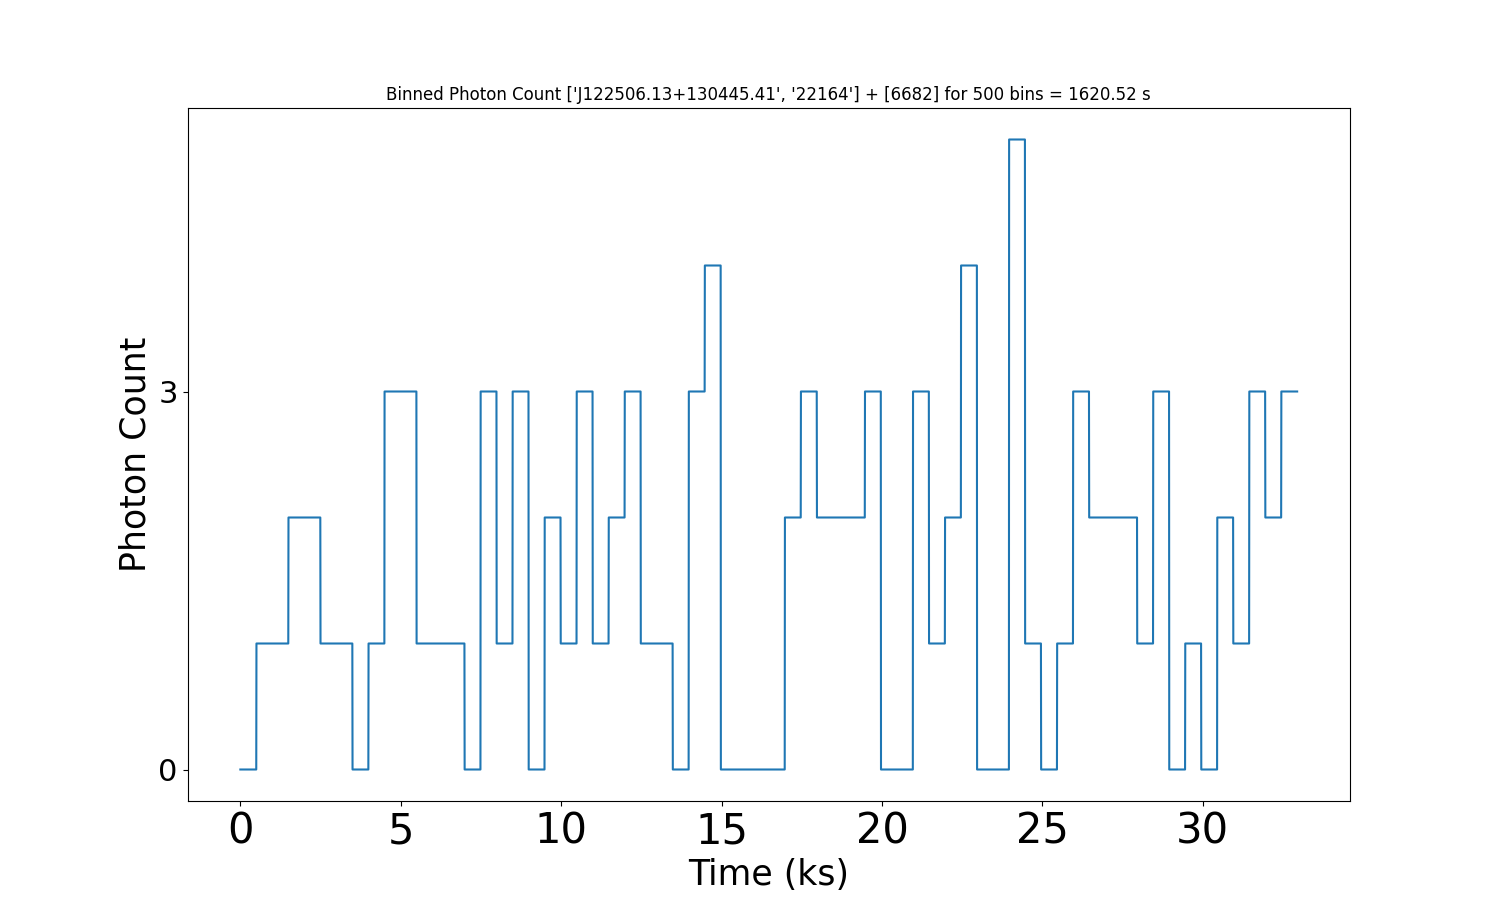 Binned Photon Count ['J122506.13+130445.41', '22164'] + [6682] for 500 bins = 1620.52 s
Photon Count
3
0
0 5 10 15 20 25 30
Time (ks)